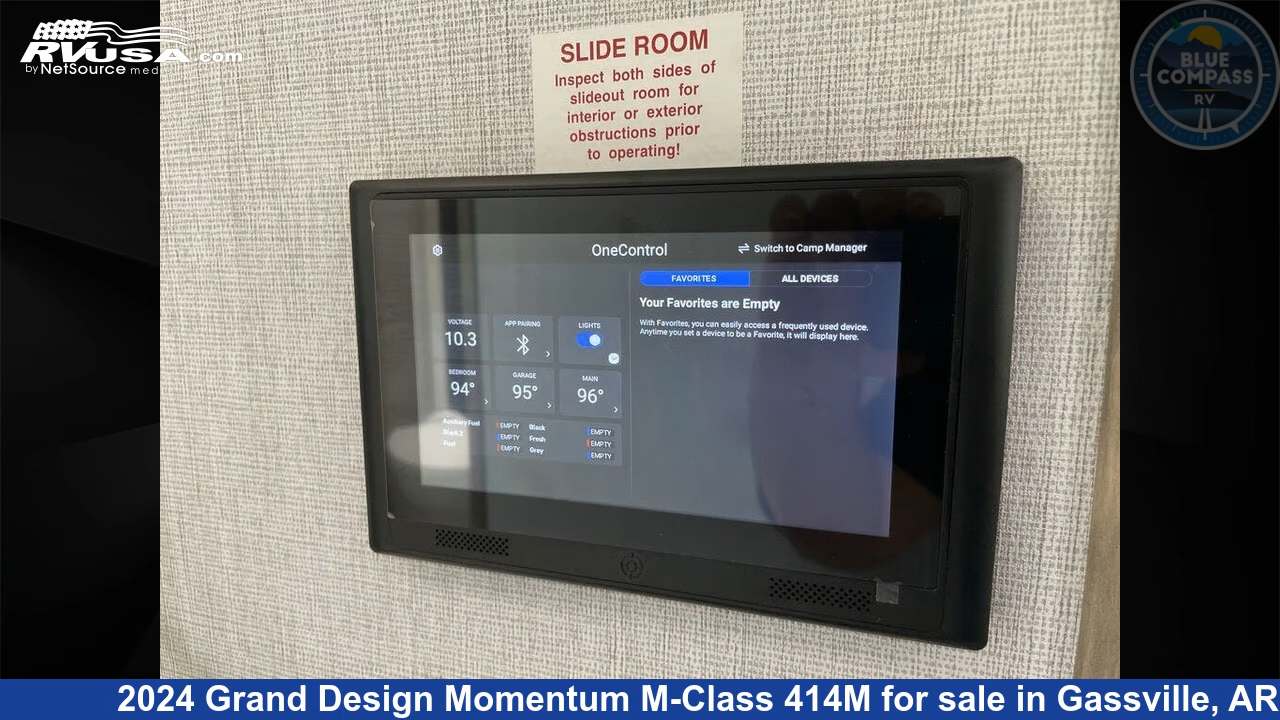 RVUSA.com
by NetSource media
BLUE
COMPASS
RV
SLIDE ROOM
Inspect both sides of
slideout room for
interior or exterior
obstructions prior
to operating!
OneControl
Switch to Camp Manager
FAVORITES
ALL DEVICES
Your Favorites are Empty
With Favorites, you can easily access a frequently used device.
Anytime you set a device to be a Favorite, it will display here.
VOLTAGE
10.3
APP PAIRING
LIGHTS
BEDROOM
94°
GARAGE
95°
MAIN
96°
Auxiliary Fuel EMPTY Black EMPTY
Black 2 EMPTY Fresh EMPTY
Fuel EMPTY Grey EMPTY
2024 Grand Design Momentum M-Class 414M for sale in Gassville, AR